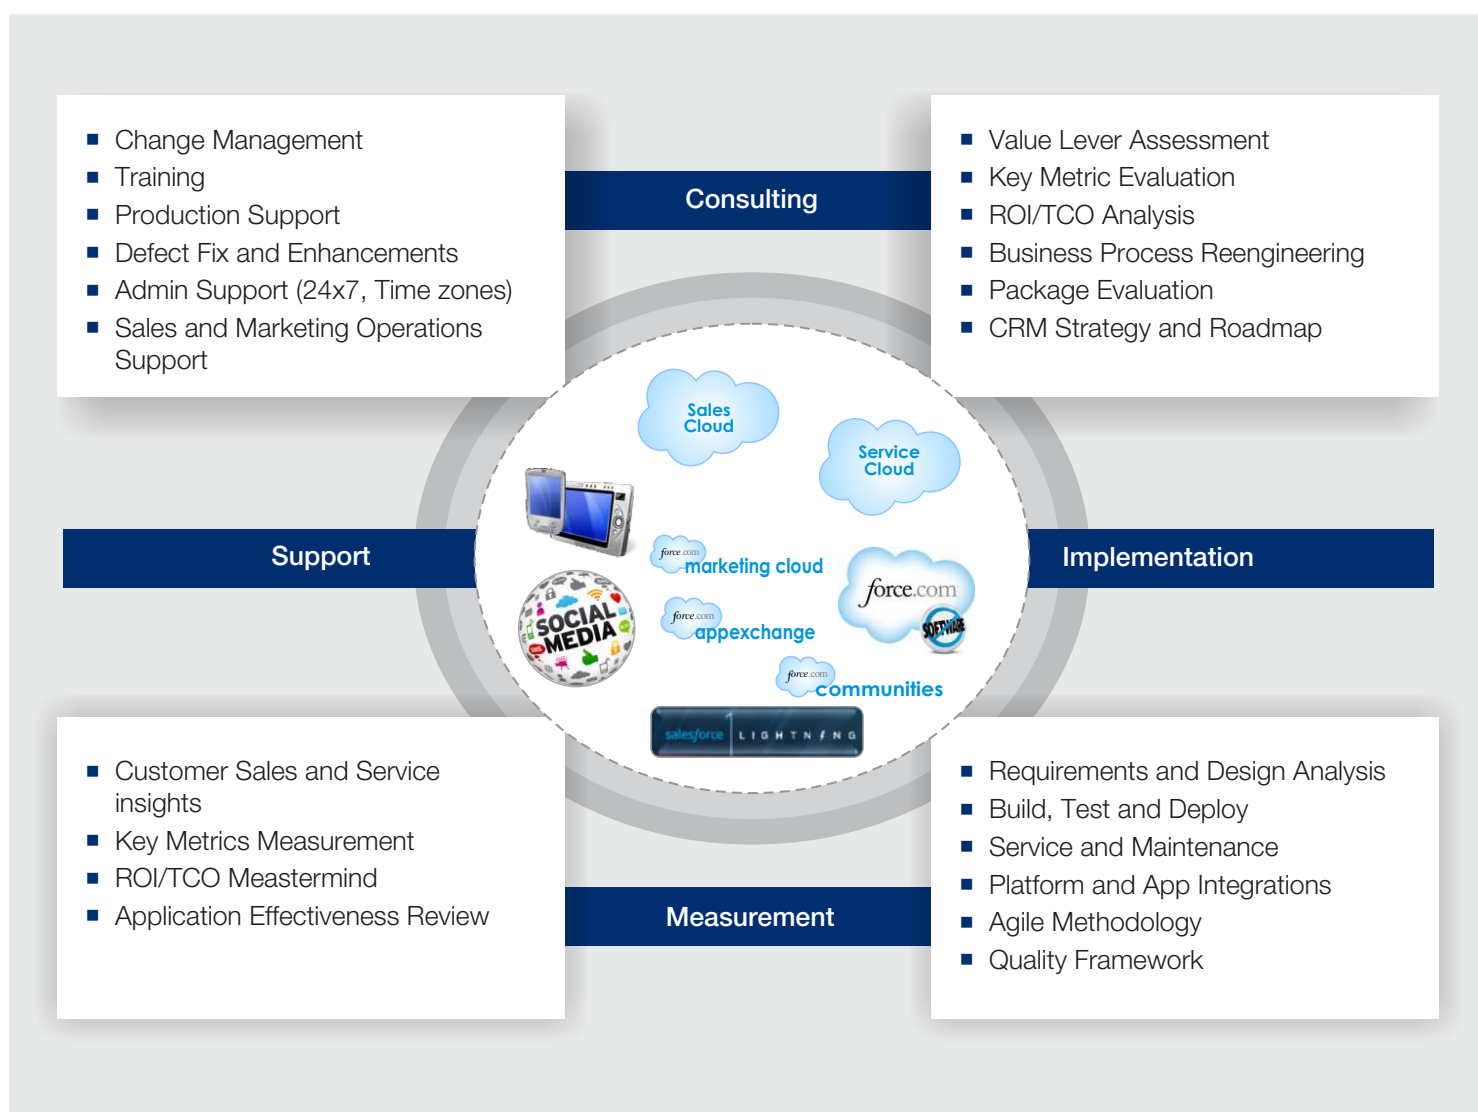 Change Management
Training
Production Support
Defect Fix and Enhancements
Admin Support (24x7, Time zones)
Sales and Marketing Operations
Support
Consulting
Value Lever Assessment
Key Metric Evaluation
ROI/TCO Analysis
Business Process Reengineering
Package Evaluation
CRM Strategy and Roadmap
Sales
Cloud
Service
Cloud
Support
force.com
marketing cloud
force.com
appexchange
force.com
SOFTWARE
SOCIAL
MEDIA
SMS
force.com
communities
salesforce1 LIGHTNING
Implementation
Customer Sales and Service
insights
Key Metrics Measurement
ROI/TCO Meastermind
Application Effectiveness Review
Measurement
Requirements and Design Analysis
Build, Test and Deploy
Service and Maintenance
Platform and App Integrations
Agile Methodology
Quality Framework